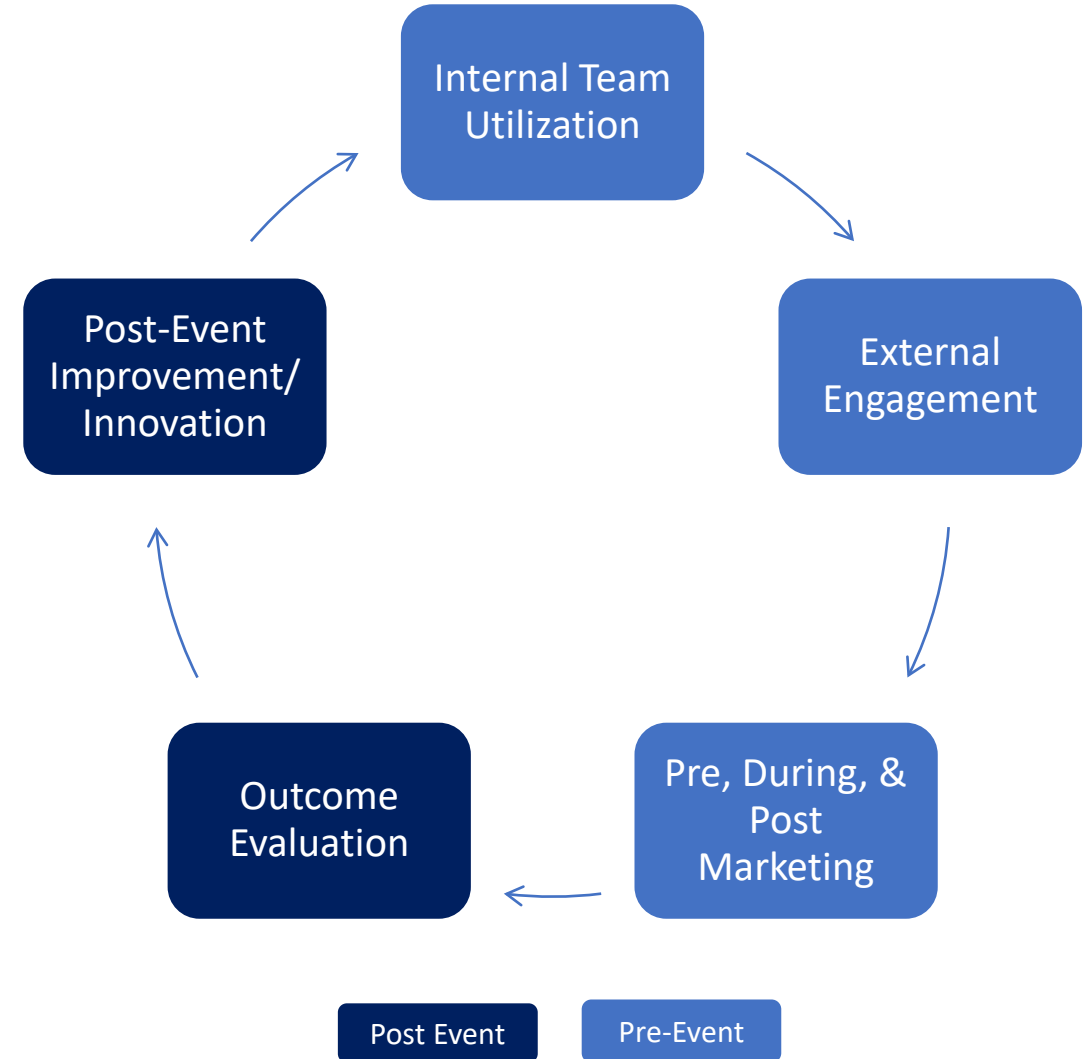 Internal Team
Utilization
External
Engagement
Pre, During, &
Post
Marketing
Outcome
Evaluation
Post-Event
Improvement/
Innovation
Post Event
Pre-Event